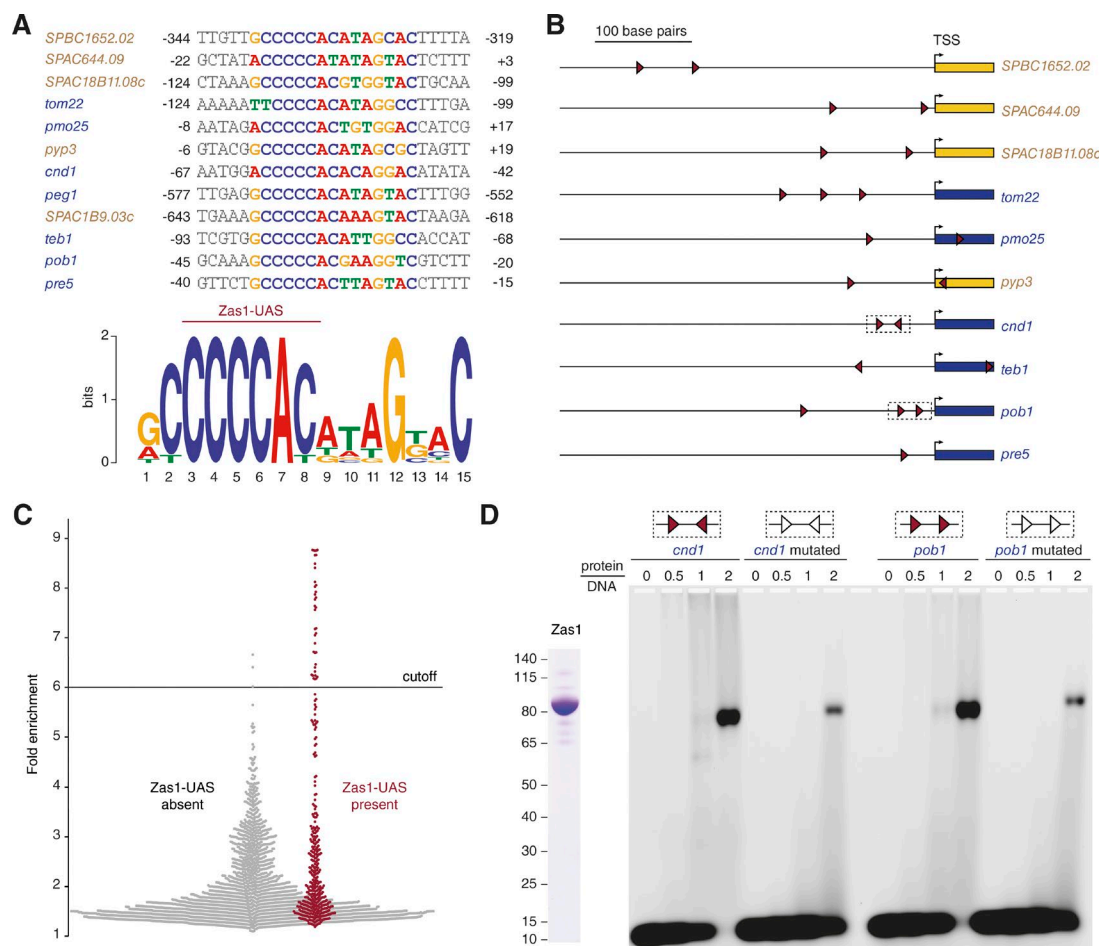 A
SPBC1652.02 -344 TTGTTGCCCCCACATAGCACTTTTA -319
SPAC644.09 -22 GCTATACCCCCATATAGTACTCTTT +3
SPAC18B11.08c -124 CAAAAGCCCCCACGTGGTACTGCAA -99
tom22 -124 AAAAATTCCCCACATAGGCCTTTGA -99
pmo25 -8 AATAGACCCCCACTGTGGACCATCG +17
pyp3 -6 GTACGGCCCCCACATAGCGCTAGTT +19
cnd1 -67 AATGGACCCCCACACAGGACATATA -42
peg1 -577 TTGAGGCCCCCACATAGTACTTTGG -552
SPAC1B9.03c -643 TGAAAGCCCCCACAAAGTACTAAGA -618
teb1 -93 TCGTGGCCCCCACATTGGCCACCAT -68
pob1 -45 GCAAAGCCCCCACGAAGGTCGTCTT -20
pre5 -40 GTTCTGCCCCCACTTAGTACCTTTT -15
Zas1-UAS
2
bits
1
0
1 2 3 4 5 6 7 8 9 10 11 12 13 14 15
B
100 base pairs
TSS
SPBC1652.02
SPAC644.09
SPAC18B11.08c
tom22
pmo25
pyp3
cnd1
teb1
pob1
pre5
C
Fold enrichment
9
8
7
6
5
4
3
2
1
cutoff
Zas1-UAS absent
Zas1-UAS present
D
cnd1 cnd1 mutated pob1 pob1 mutated
protein
DNA
0 0.5 1 2 0 0.5 1 2 0 0.5 1 2 0 0.5 1 2
Zas1
140
115
80
65
50
40
30
25
15
10